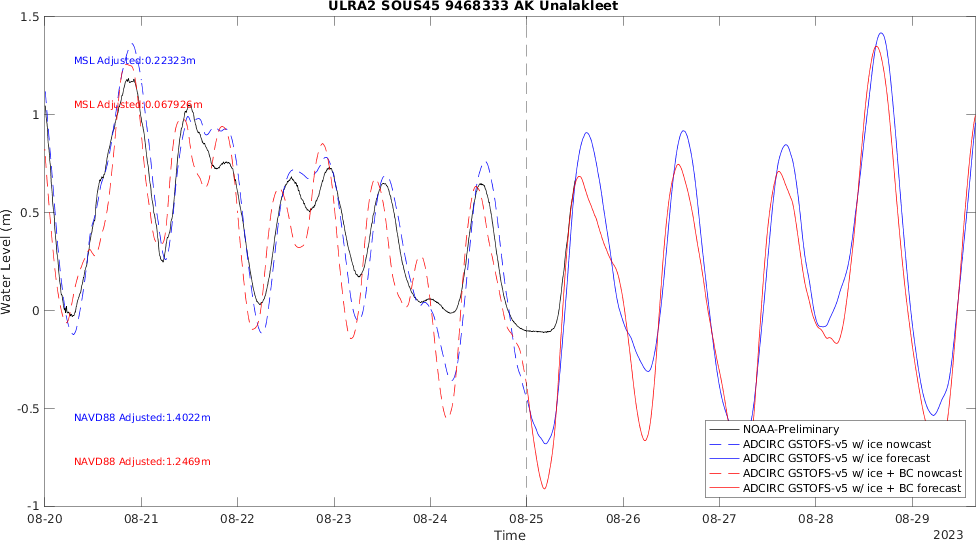 ULRA2 SOUS45 9468333 AK Unalakleet
1.5
MSL Adjusted:0.22323m
1
MSL Adjusted:0.067926m
0.5
Water Level (m)
0
-0.5
NAVD88 Adjusted:1.4022m
NAVD88 Adjusted:1.2469m
NOAA-Preliminary
ADCIRC GSTOFS-v5 w/ ice nowcast
ADCIRC GSTOFS-v5 w/ ice forecast
ADCIRC GSTOFS-v5 w/ ice + BC nowcast
ADCIRC GSTOFS-v5 w/ ice + BC forecast
-1
08-20 08-21 08-22 08-23 08-24 08-25 08-26 08-27 08-28 08-29
Time
2023